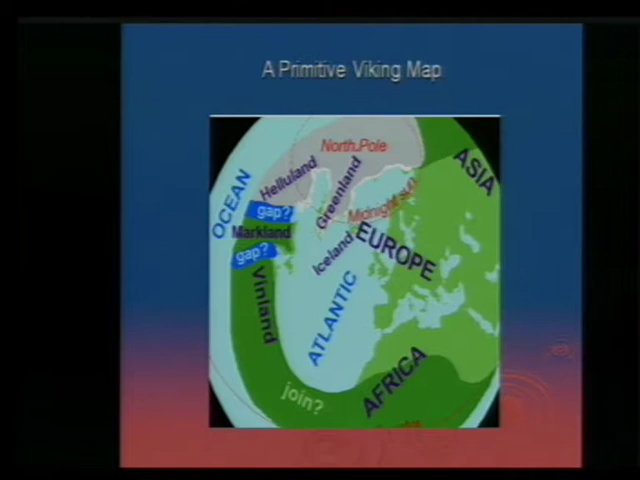 A Primitive Viking Map
North Pole
ASIA
Helluland
Greenland
OCEAN
Midnight sun
gap?
Markland
EUROPE
Iceland
gap?
Vinland
ATLANTIC
AFRICA
join?